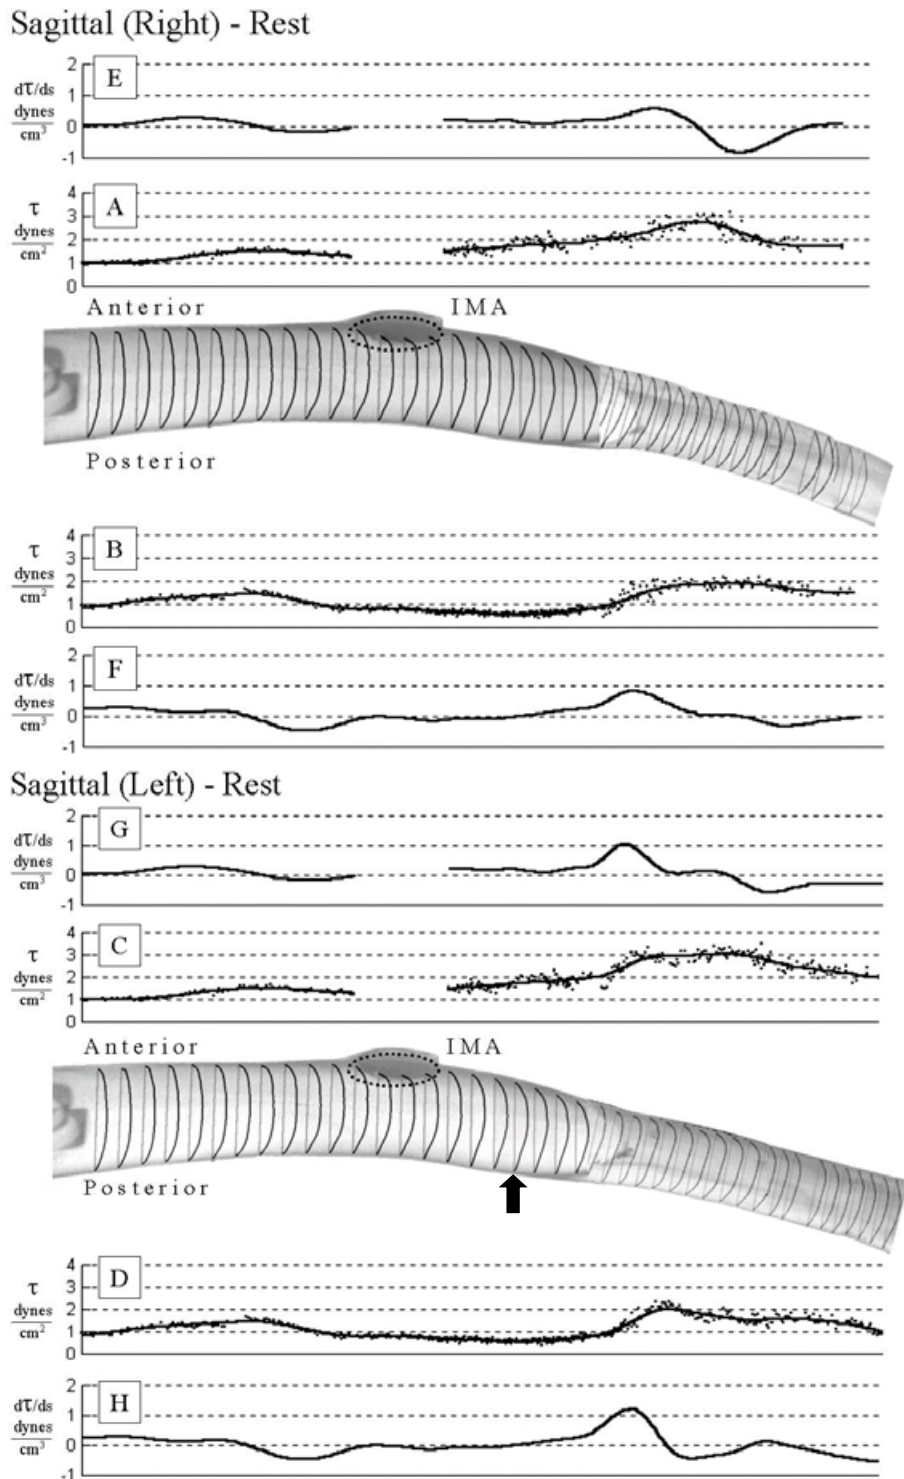 Sagittal (Right) - Rest
E
dτ/ds
dynes
cm³
2
1
0
-1
A
τ
dynes
cm²
4
3
2
1
0
Anterior IMA
Posterior
B
τ
dynes
cm²
4
3
2
1
0
F
dτ/ds
dynes
cm³
2
1
0
-1
Sagittal (Left) - Rest
G
dτ/ds
dynes
cm³
2
1
0
-1
C
τ
dynes
cm²
4
3
2
1
0
Anterior IMA
Posterior
D
τ
dynes
cm²
4
3
2
1
0
H
dτ/ds
dynes
cm³
2
1
0
-1